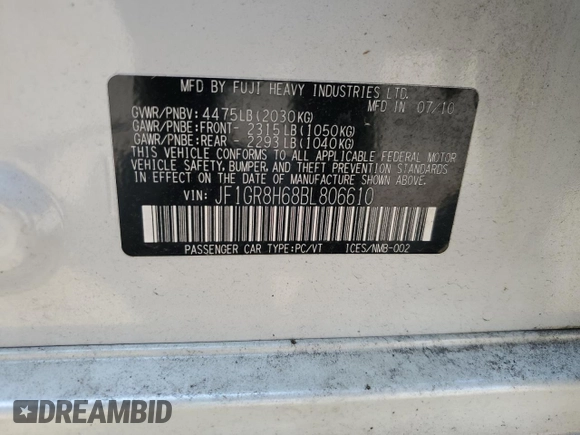 MFD BY FUJI HEAVY INDUSTRIES LTD.
MFD IN 07/10
GVWR/PNBV: 4475LB(2030KG)
GAWR/PNBE:FRONT- 2315LB(1050KG)
GAWR/PNBE:REAR - 2293LB(1040KG)
THIS VEHICLE CONFORMS TO ALL APPLICABLE FEDERAL MOTOR
VEHICLE SAFETY, BUMPER, AND THEFT PREVENTION STANDARDS
IN EFFECT ON THE DATE OF MANUFACTURE SHOWN ABOVE.
VIN: JF1GR8H68BL806610
PASSENGER CAR TYPE:PC/VT ICES/NMB-002
DREAMBID